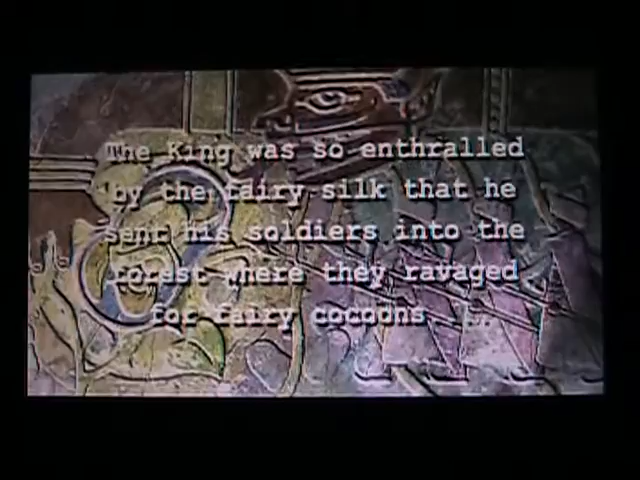 The King was so enthralled
by the fairy silk that he
sent his soldiers into the
forest where they ravaged
for fairy cocoons ...